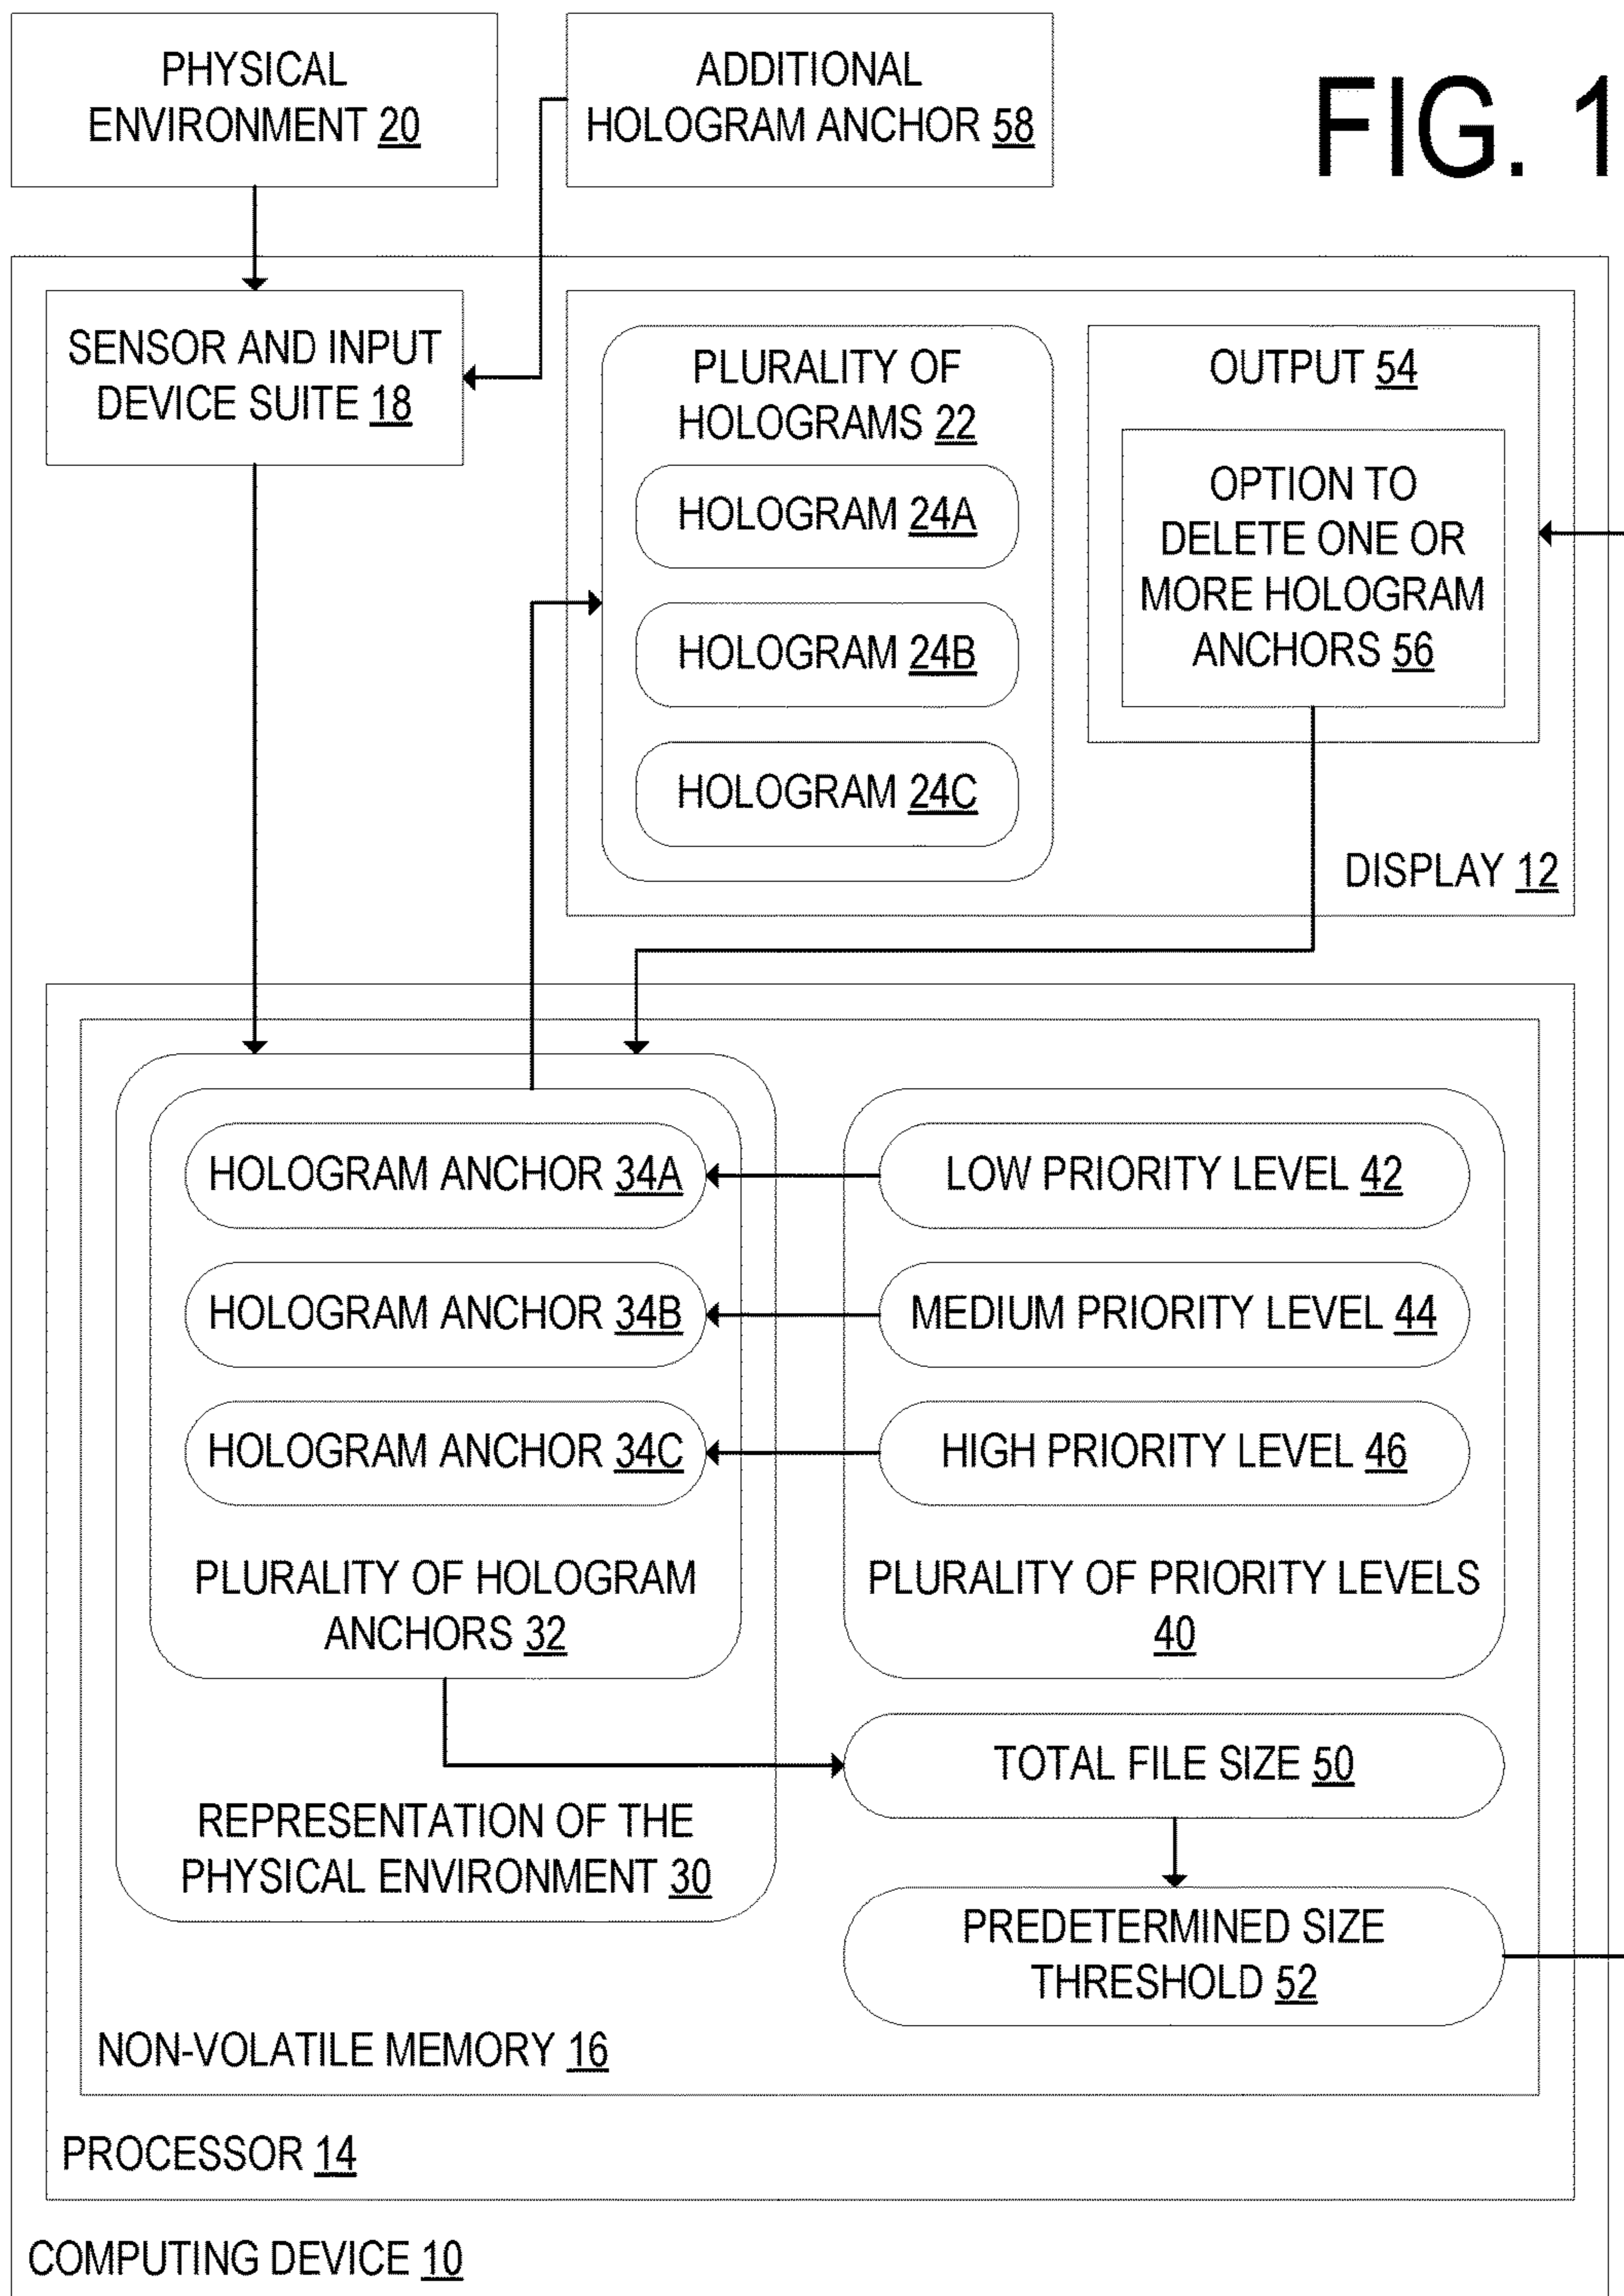 PHYSICAL
ENVIRONMENT 20
ADDITIONAL
HOLOGRAM ANCHOR 58
FIG. 1
SENSOR AND INPUT
DEVICE SUITE 18
PLURALITY OF
HOLOGRAMS 22
HOLOGRAM 24A
HOLOGRAM 24B
HOLOGRAM 24C
OUTPUT 54
OPTION TO
DELETE ONE OR
MORE HOLOGRAM
ANCHORS 56
DISPLAY 12
HOLOGRAM ANCHOR 34A
HOLOGRAM ANCHOR 34B
HOLOGRAM ANCHOR 34C
PLURALITY OF HOLOGRAM
ANCHORS 32
LOW PRIORITY LEVEL 42
MEDIUM PRIORITY LEVEL 44
HIGH PRIORITY LEVEL 46
PLURALITY OF PRIORITY LEVELS
40
TOTAL FILE SIZE 50
REPRESENTATION OF THE
PHYSICAL ENVIRONMENT 30
PREDETERMINED SIZE
THRESHOLD 52
NON-VOLATILE MEMORY 16
PROCESSOR 14
COMPUTING DEVICE 10